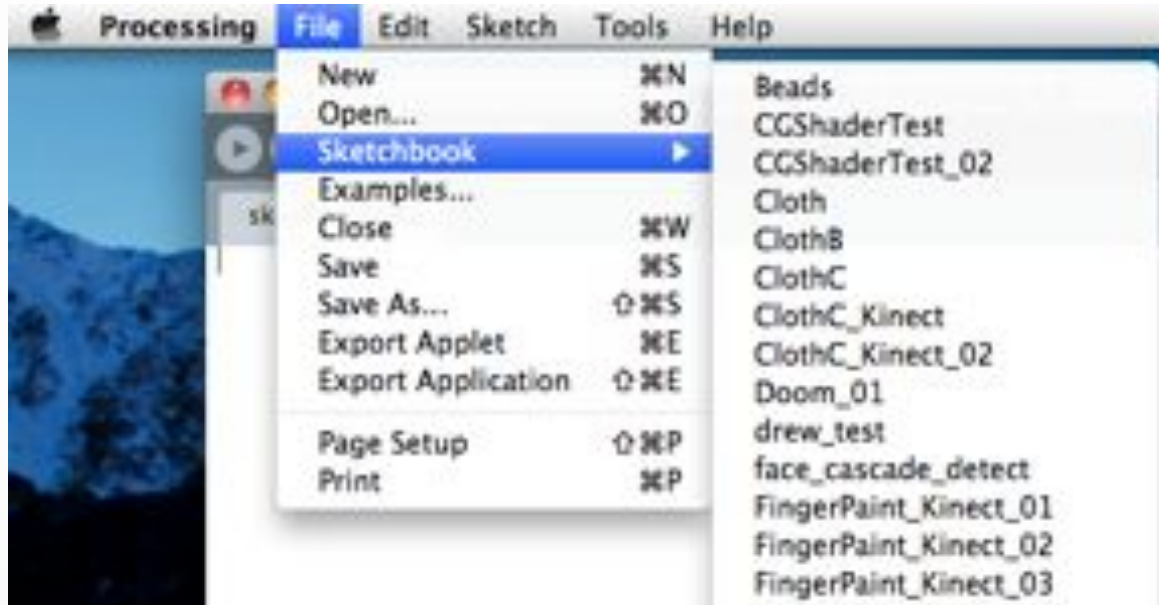 Processing File Edit Sketch Tools Help
New ⌘N
Open... ⌘O
Sketchbook ▶
Examples...
Close ⌘W
Save ⌘S
Save As... ⇧⌘S
Export Applet ⌘E
Export Application ⇧⌘E
Page Setup ⇧⌘P
Print ⌘P
sk
Beads
CGShaderTest
CGShaderTest_02
Cloth
ClothB
ClothC
ClothC_Kinect
ClothC_Kinect_02
Doom_01
drew_test
face_cascade_detect
FingerPaint_Kinect_01
FingerPaint_Kinect_02
FingerPaint_Kinect_03